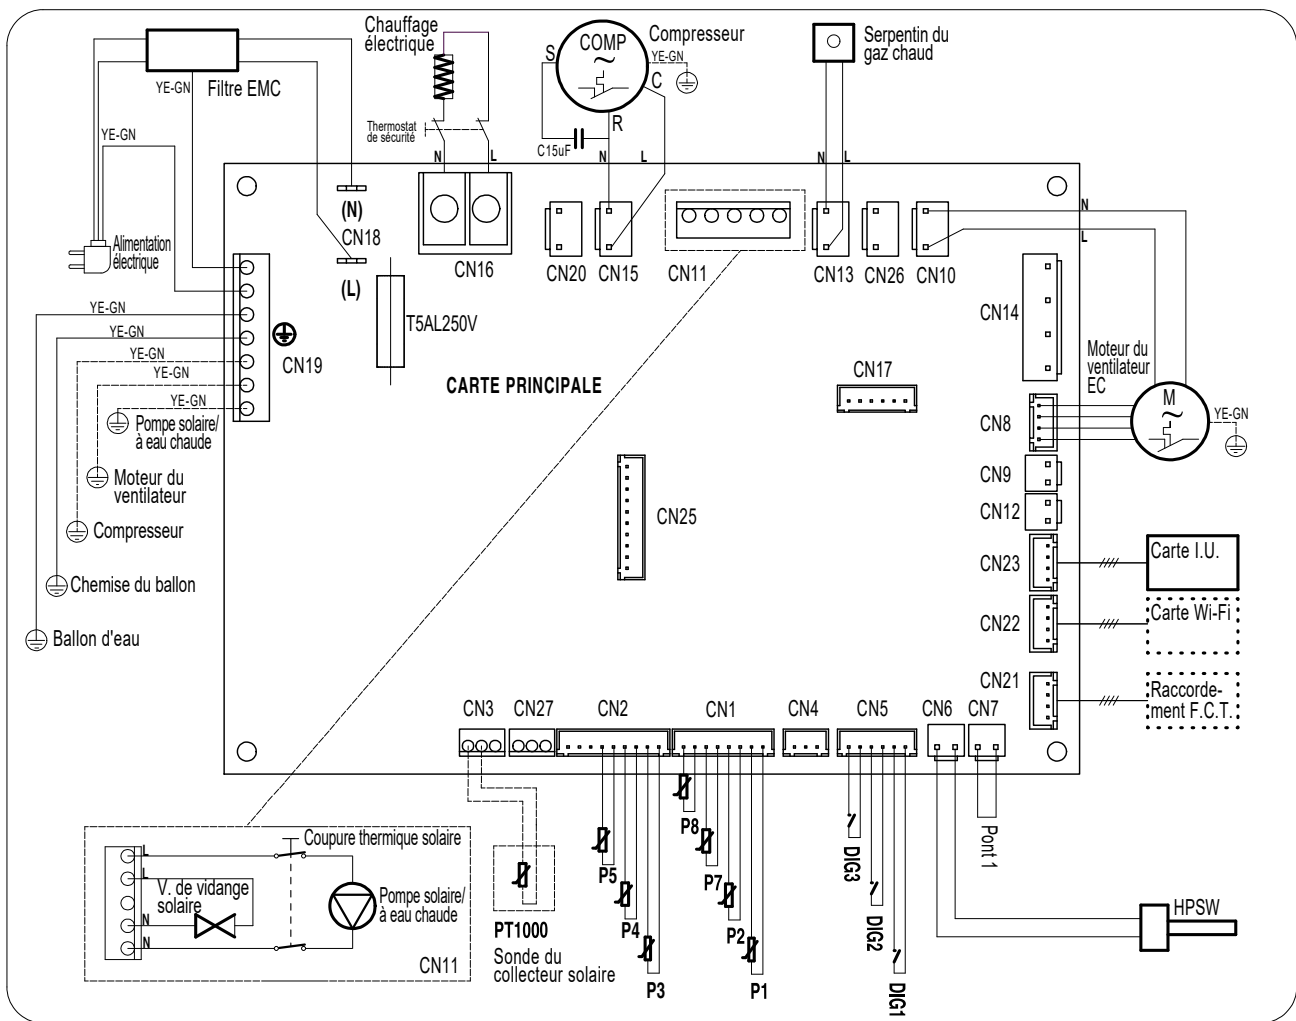 Chauffage
électrique
COMP
S
Compresseur
YE-GN
C
R
C15uF
Serpentin du
gaz chaud
YE-GN
Filtre EMC
YE-GN
Thermostat
de sécurité
N
L
N
L
N
L
N
L
Alimentation
électrique
(N)
CN18
(L)
CN16
CN20
CN15
CN11
CN13
CN26
CN10
CN14
T5AL250V
CN19
YE-GN
YE-GN
YE-GN
YE-GN
YE-GN
Pompe solaire/
à eau chaude
Moteur du
ventilateur
Compresseur
Chemise du ballon
Ballon d'eau
CARTE PRINCIPALE
CN17
Moteur du
ventilateur
EC
M
YE-GN
CN8
CN9
CN12
CN25
CN23
Carte I.U.
CN22
Carte Wi-Fi
CN21
Raccorde-
ment F.C.T.
CN3
CN27
CN2
CN1
CN4
CN5
CN6
CN7
P8
P5
P7
P4
P2
P3
P1
DIG3
DIG2
DIG1
Pont 1
HPSW
PT1000
Sonde du
collecteur solaire
Coupure thermique solaire
L
L
V. de vidange
solaire
N
N
Pompe solaire/
à eau chaude
CN11